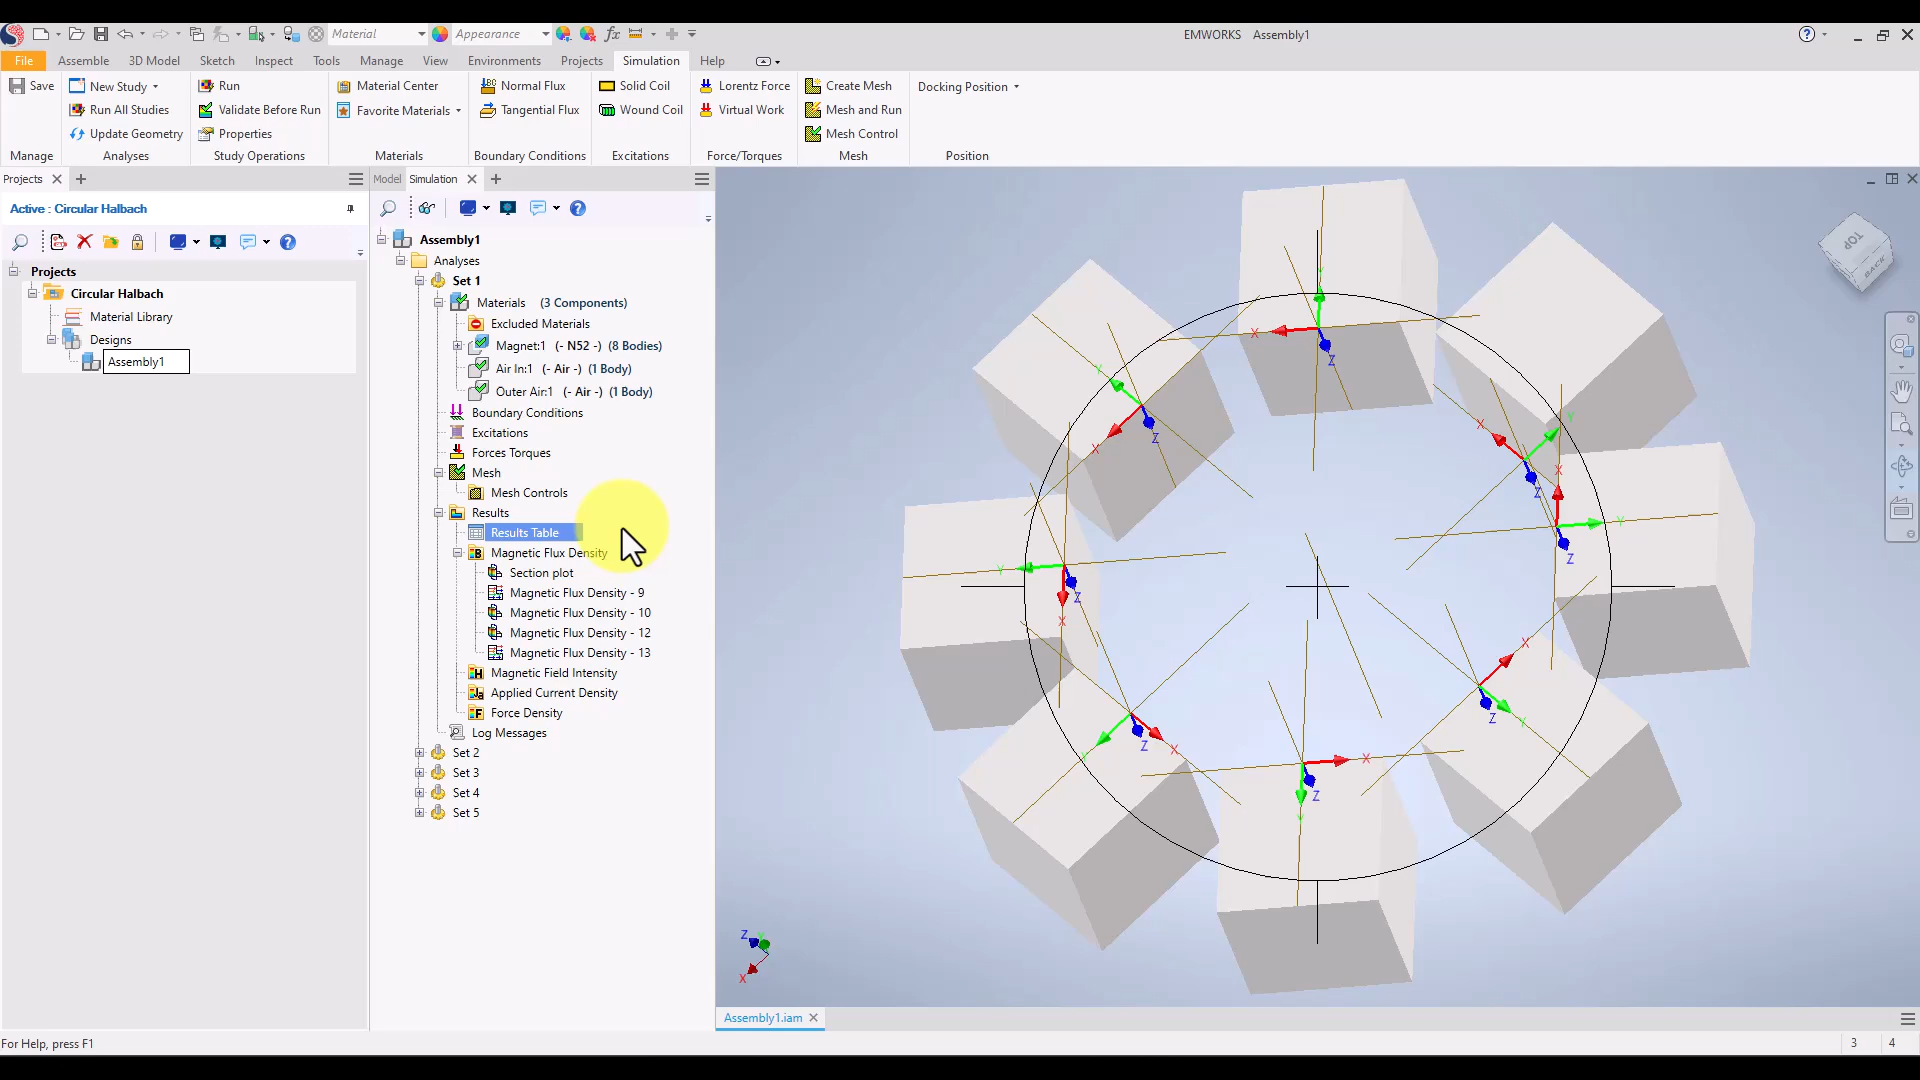 Material
Appearance
EMWORKS Assembly1
File Assemble 3D Model Sketch Inspect Tools Manage View Environments Projects Simulation Help
Save New Study Run Material Center Normal Flux Solid Coil Lorentz Force Create Mesh Docking Position
Run All Studies Validate Before Run Favorite Materials Tangential Flux Wound Coil Virtual Work Mesh and Run
Update Geometry Properties Mesh Control
Manage Analyses Study Operations Materials Boundary Conditions Excitations Force/Torques Mesh Position
Projects
Active : Circular Halbach
Projects
Circular Halbach
Material Library
Designs
Assembly1
Model Simulation
Assembly1
Analyses
Set 1
Materials (3 Components)
Excluded Materials
Magnet:1 (- N52 -) (8 Bodies)
Air In:1 (- Air -) (1 Body)
Outer Air:1 (- Air -) (1 Body)
Boundary Conditions
Excitations
Forces Torques
Mesh
Mesh Controls
Results
Results Table
Magnetic Flux Density
Section plot
Magnetic Flux Density - 9
Magnetic Flux Density - 10
Magnetic Flux Density - 12
Magnetic Flux Density - 13
Magnetic Field Intensity
Applied Current Density
Force Density
Log Messages
Set 2
Set 3
Set 4
Set 5
TOP
BACK
X Z
Y X Z
X Y Z
X Y Z
Y Z X
X Z Y
Y Z X
X Z Y
Z Y X
Assembly1.iam
For Help, press F1
3 4